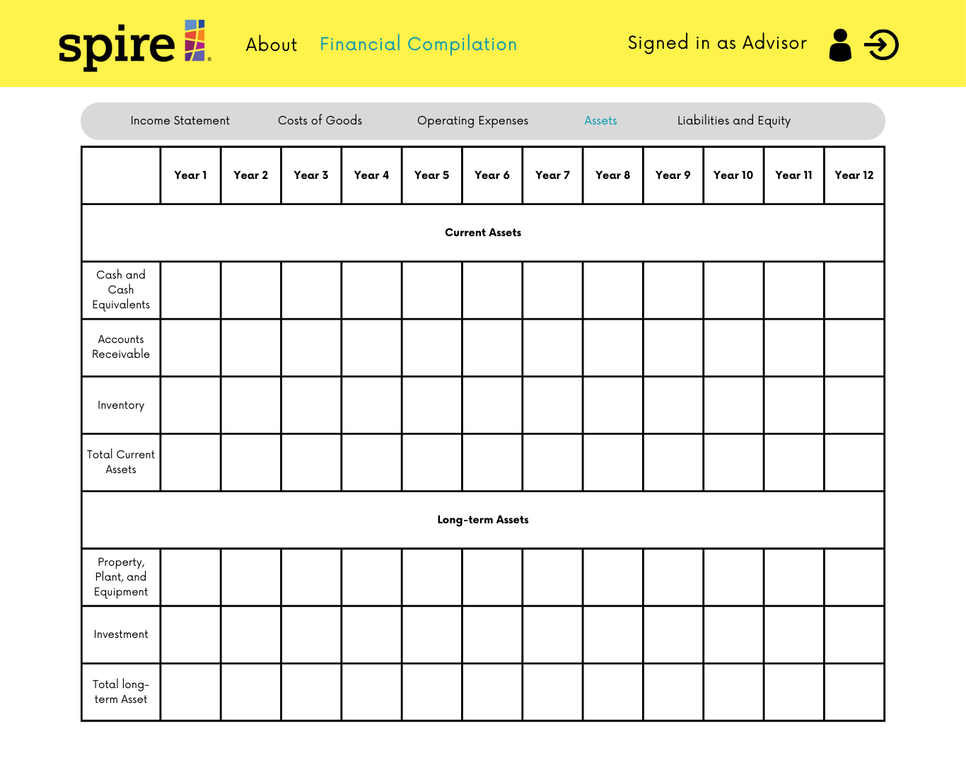 spire
About Financial Compilation Signed in as Advisor
Income Statement Costs of Goods Operating Expenses Assets Liabilities and Equity
Year 1 Year 2 Year 3 Year 4 Year 5 Year 6 Year 7 Year 8 Year 9 Year 10 Year 11 Year 12
Current Assets
Cash and
Cash
Equivalents
Accounts
Receivable
Inventory
Total Current
Assets
Long-term Assets
Property,
Plant, and
Equipment
Investment
Total long-
term Asset